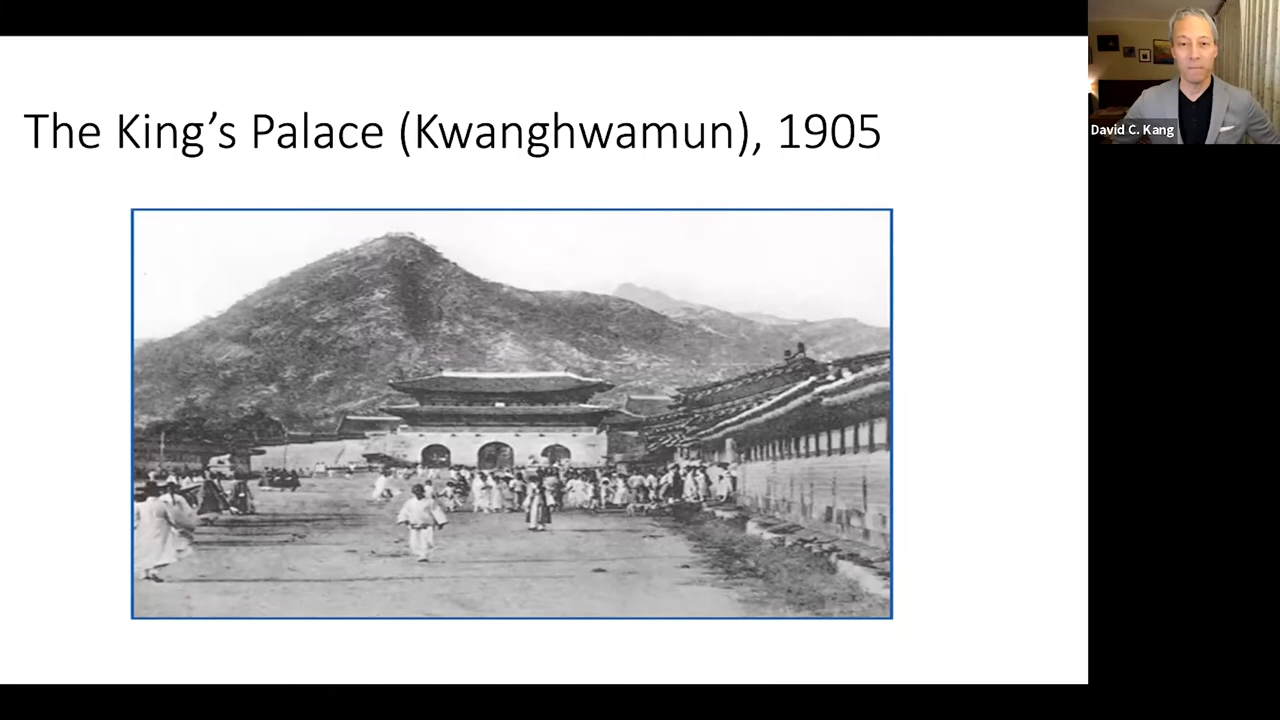 The King’s Palace (Kwanghwamun), 1905
David C. Kang